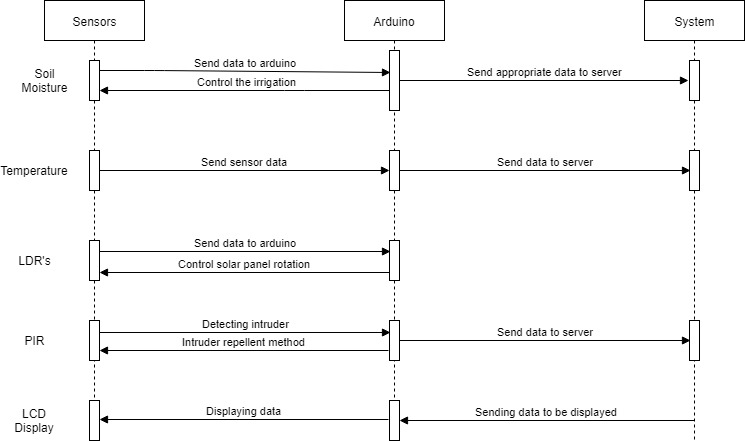 Sensors
Arduino
System
Soil
Moisture
Send data to arduino
Control the irrigation
Send appropriate data to server
Temperature
Send sensor data
Send data to server
LDR's
Send data to arduino
Control solar panel rotation
PIR
Detecting intruder
Intruder repellent method
Send data to server
LCD
Display
Displaying data
Sending data to be displayed